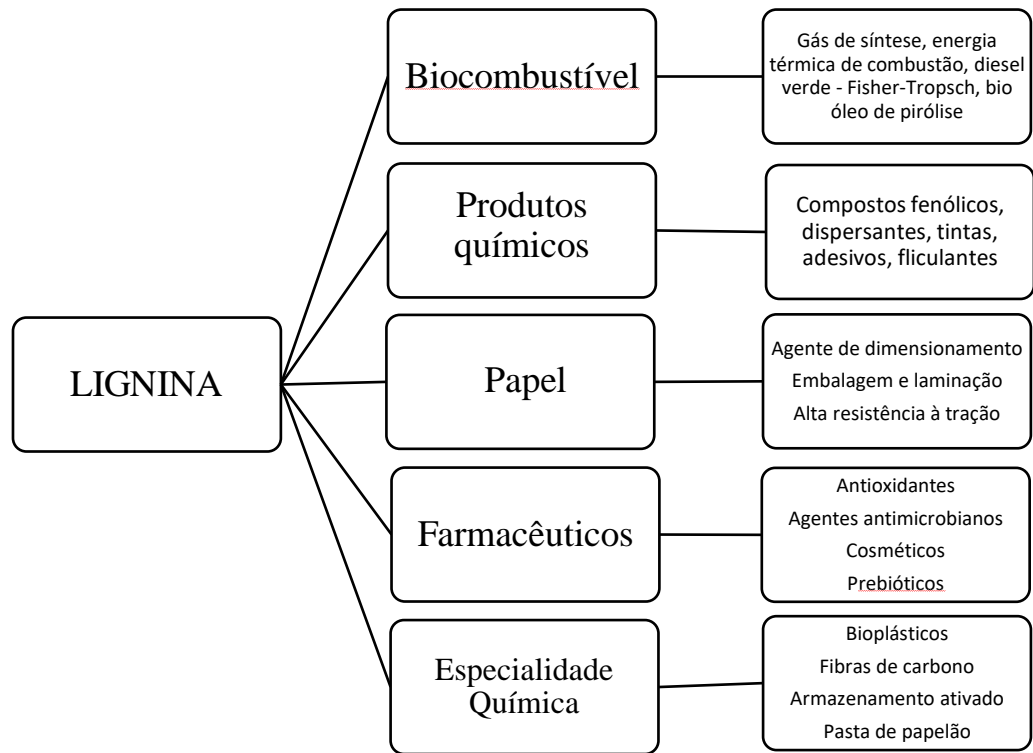 LIGNINA
Biocombustível
Gás de síntese, energia
térmica de combustão, diesel
verde - Fisher-Tropsch, bio
óleo de pirólise
Produtos
químicos
Compostos fenólicos,
dispersantes, tintas,
adesivos, fliculantes
Papel
Agente de dimensionamento
Embalagem e laminação
Alta resistência à tração
Farmacêuticos
Antioxidantes
Agentes antimicrobianos
Cosméticos
Prebióticos
Especialidade
Química
Bioplásticos
Fibras de carbono
Armazenamento ativado
Pasta de papelão